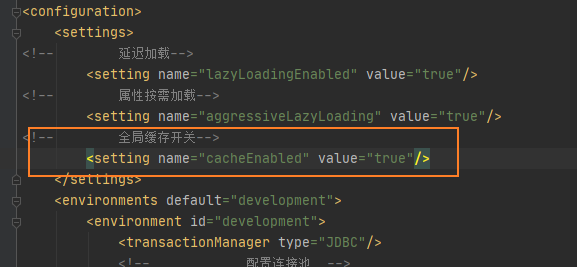 <configuration>
<settings>
<!-- 延迟加载-->
<setting name="lazyLoadingEnabled" value="true"/>
<!-- 属性按需加载-->
<setting name="aggressiveLazyLoading" value="true"/>
<!-- 全局缓存开关-->
<setting name="cacheEnabled" value="true"/>
</settings>
<environments default="development">
<environment id="development">
<transactionManager type="JDBC"/>
<!-- 配置连接池 -->